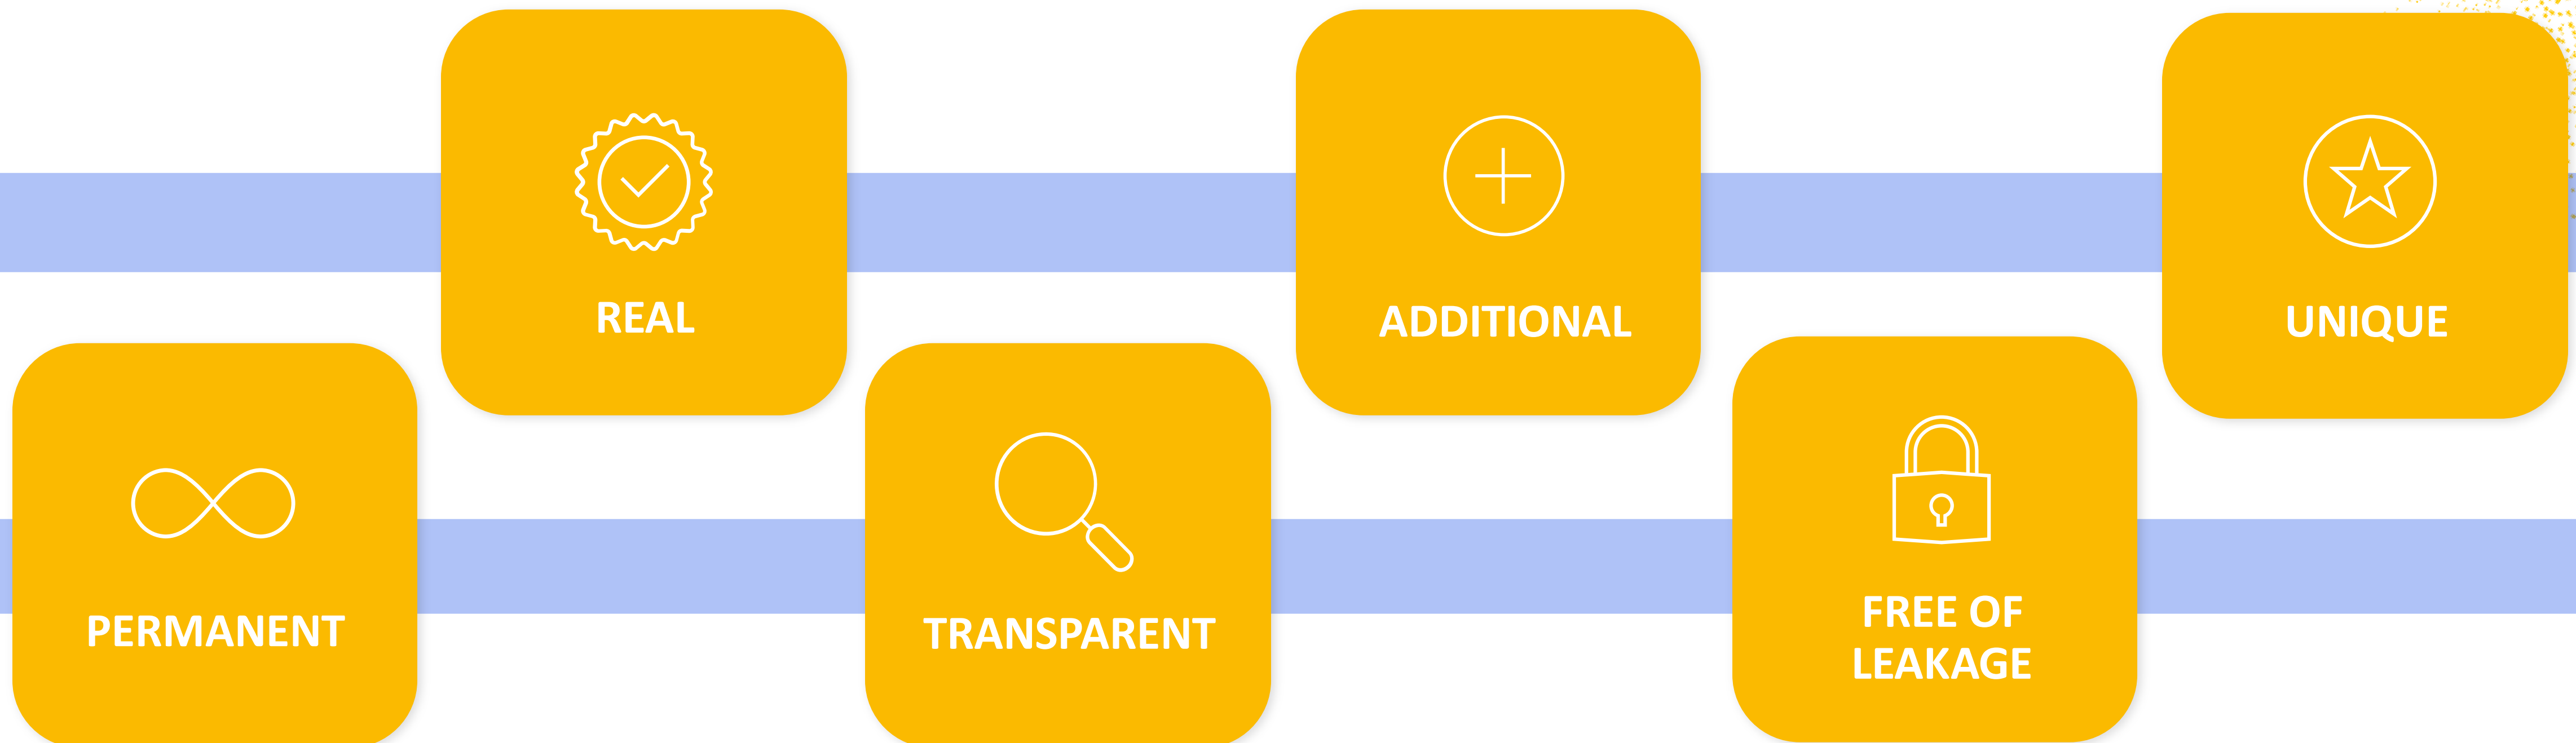 REAL
ADDITIONAL
UNIQUE
PERMANENT
TRANSPARENT
FREE OF
LEAKAGE